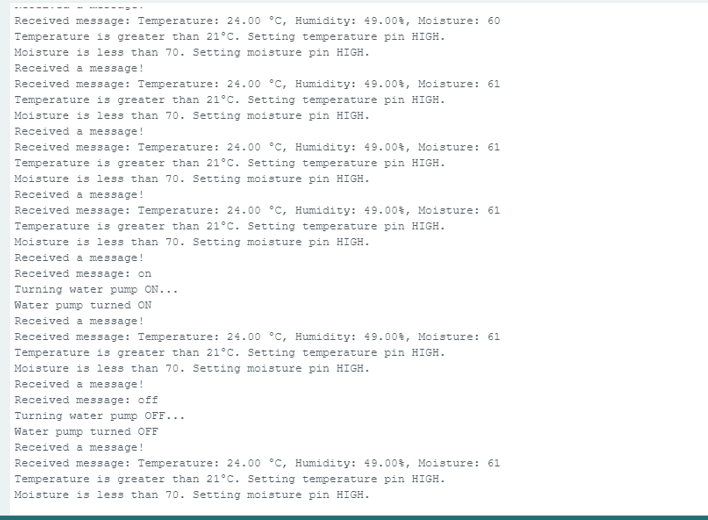 Received a message!
Received message: Temperature: 24.00 °C, Humidity: 49.00%, Moisture: 60
Temperature is greater than 21°C. Setting temperature pin HIGH.
Moisture is less than 70. Setting moisture pin HIGH.
Received a message!
Received message: Temperature: 24.00 °C, Humidity: 49.00%, Moisture: 61
Temperature is greater than 21°C. Setting temperature pin HIGH.
Moisture is less than 70. Setting moisture pin HIGH.
Received a message!
Received message: Temperature: 24.00 °C, Humidity: 49.00%, Moisture: 61
Temperature is greater than 21°C. Setting temperature pin HIGH.
Moisture is less than 70. Setting moisture pin HIGH.
Received a message!
Received message: Temperature: 24.00 °C, Humidity: 49.00%, Moisture: 61
Temperature is greater than 21°C. Setting temperature pin HIGH.
Moisture is less than 70. Setting moisture pin HIGH.
Received a message!
Received message: on
Turning water pump ON...
Water pump turned ON
Received a message!
Received message: Temperature: 24.00 °C, Humidity: 49.00%, Moisture: 61
Temperature is greater than 21°C. Setting temperature pin HIGH.
Moisture is less than 70. Setting moisture pin HIGH.
Received a message!
Received message: off
Turning water pump OFF...
Water pump turned OFF
Received a message!
Received message: Temperature: 24.00 °C, Humidity: 49.00%, Moisture: 61
Temperature is greater than 21°C. Setting temperature pin HIGH.
Moisture is less than 70. Setting moisture pin HIGH.